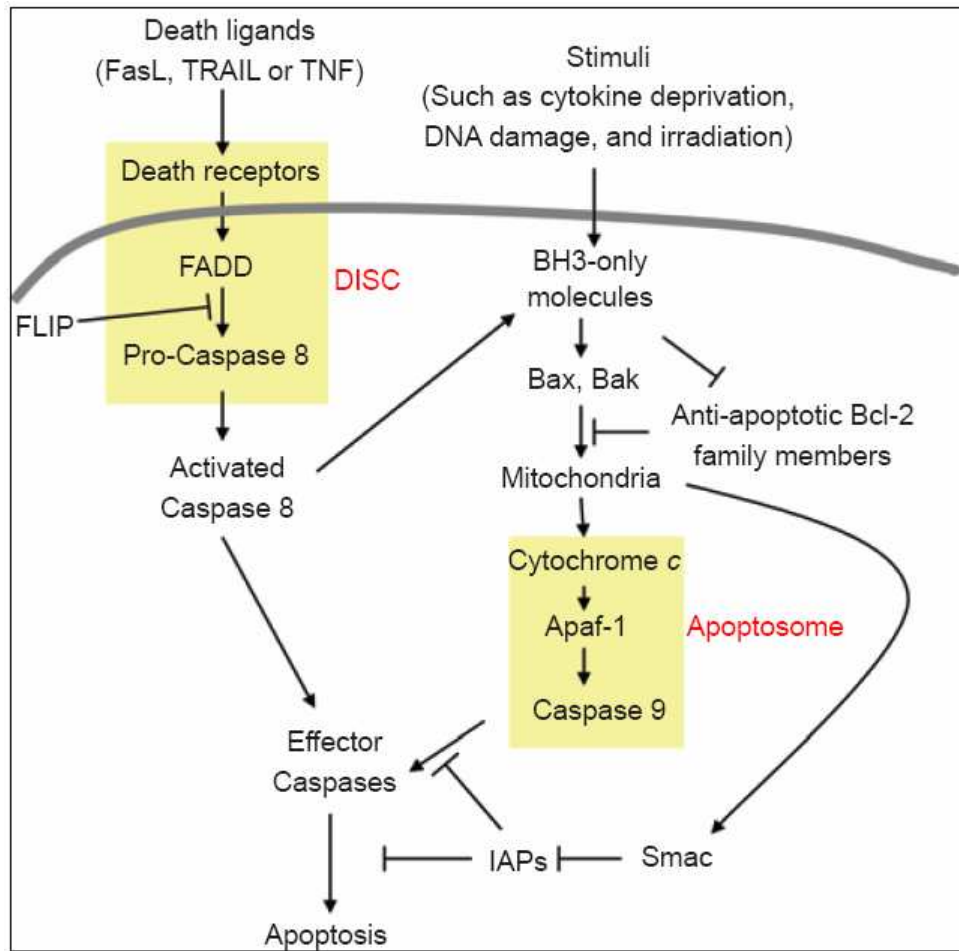 Death ligands
(FasL, TRAIL or TNF)
Stimuli
(Such as cytokine deprivation,
DNA damage, and irradiation)
Death receptors
FADD
DISC
BH3-only
molecules
FLIP
Pro-Caspase 8
Bax, Bak
Anti-apoptotic Bcl-2
family members
Activated
Caspase 8
Mitochondria
Cytochrome c
Apaf-1
Apoptosome
Caspase 9
Effector
Caspases
IAPs
Smac
Apoptosis